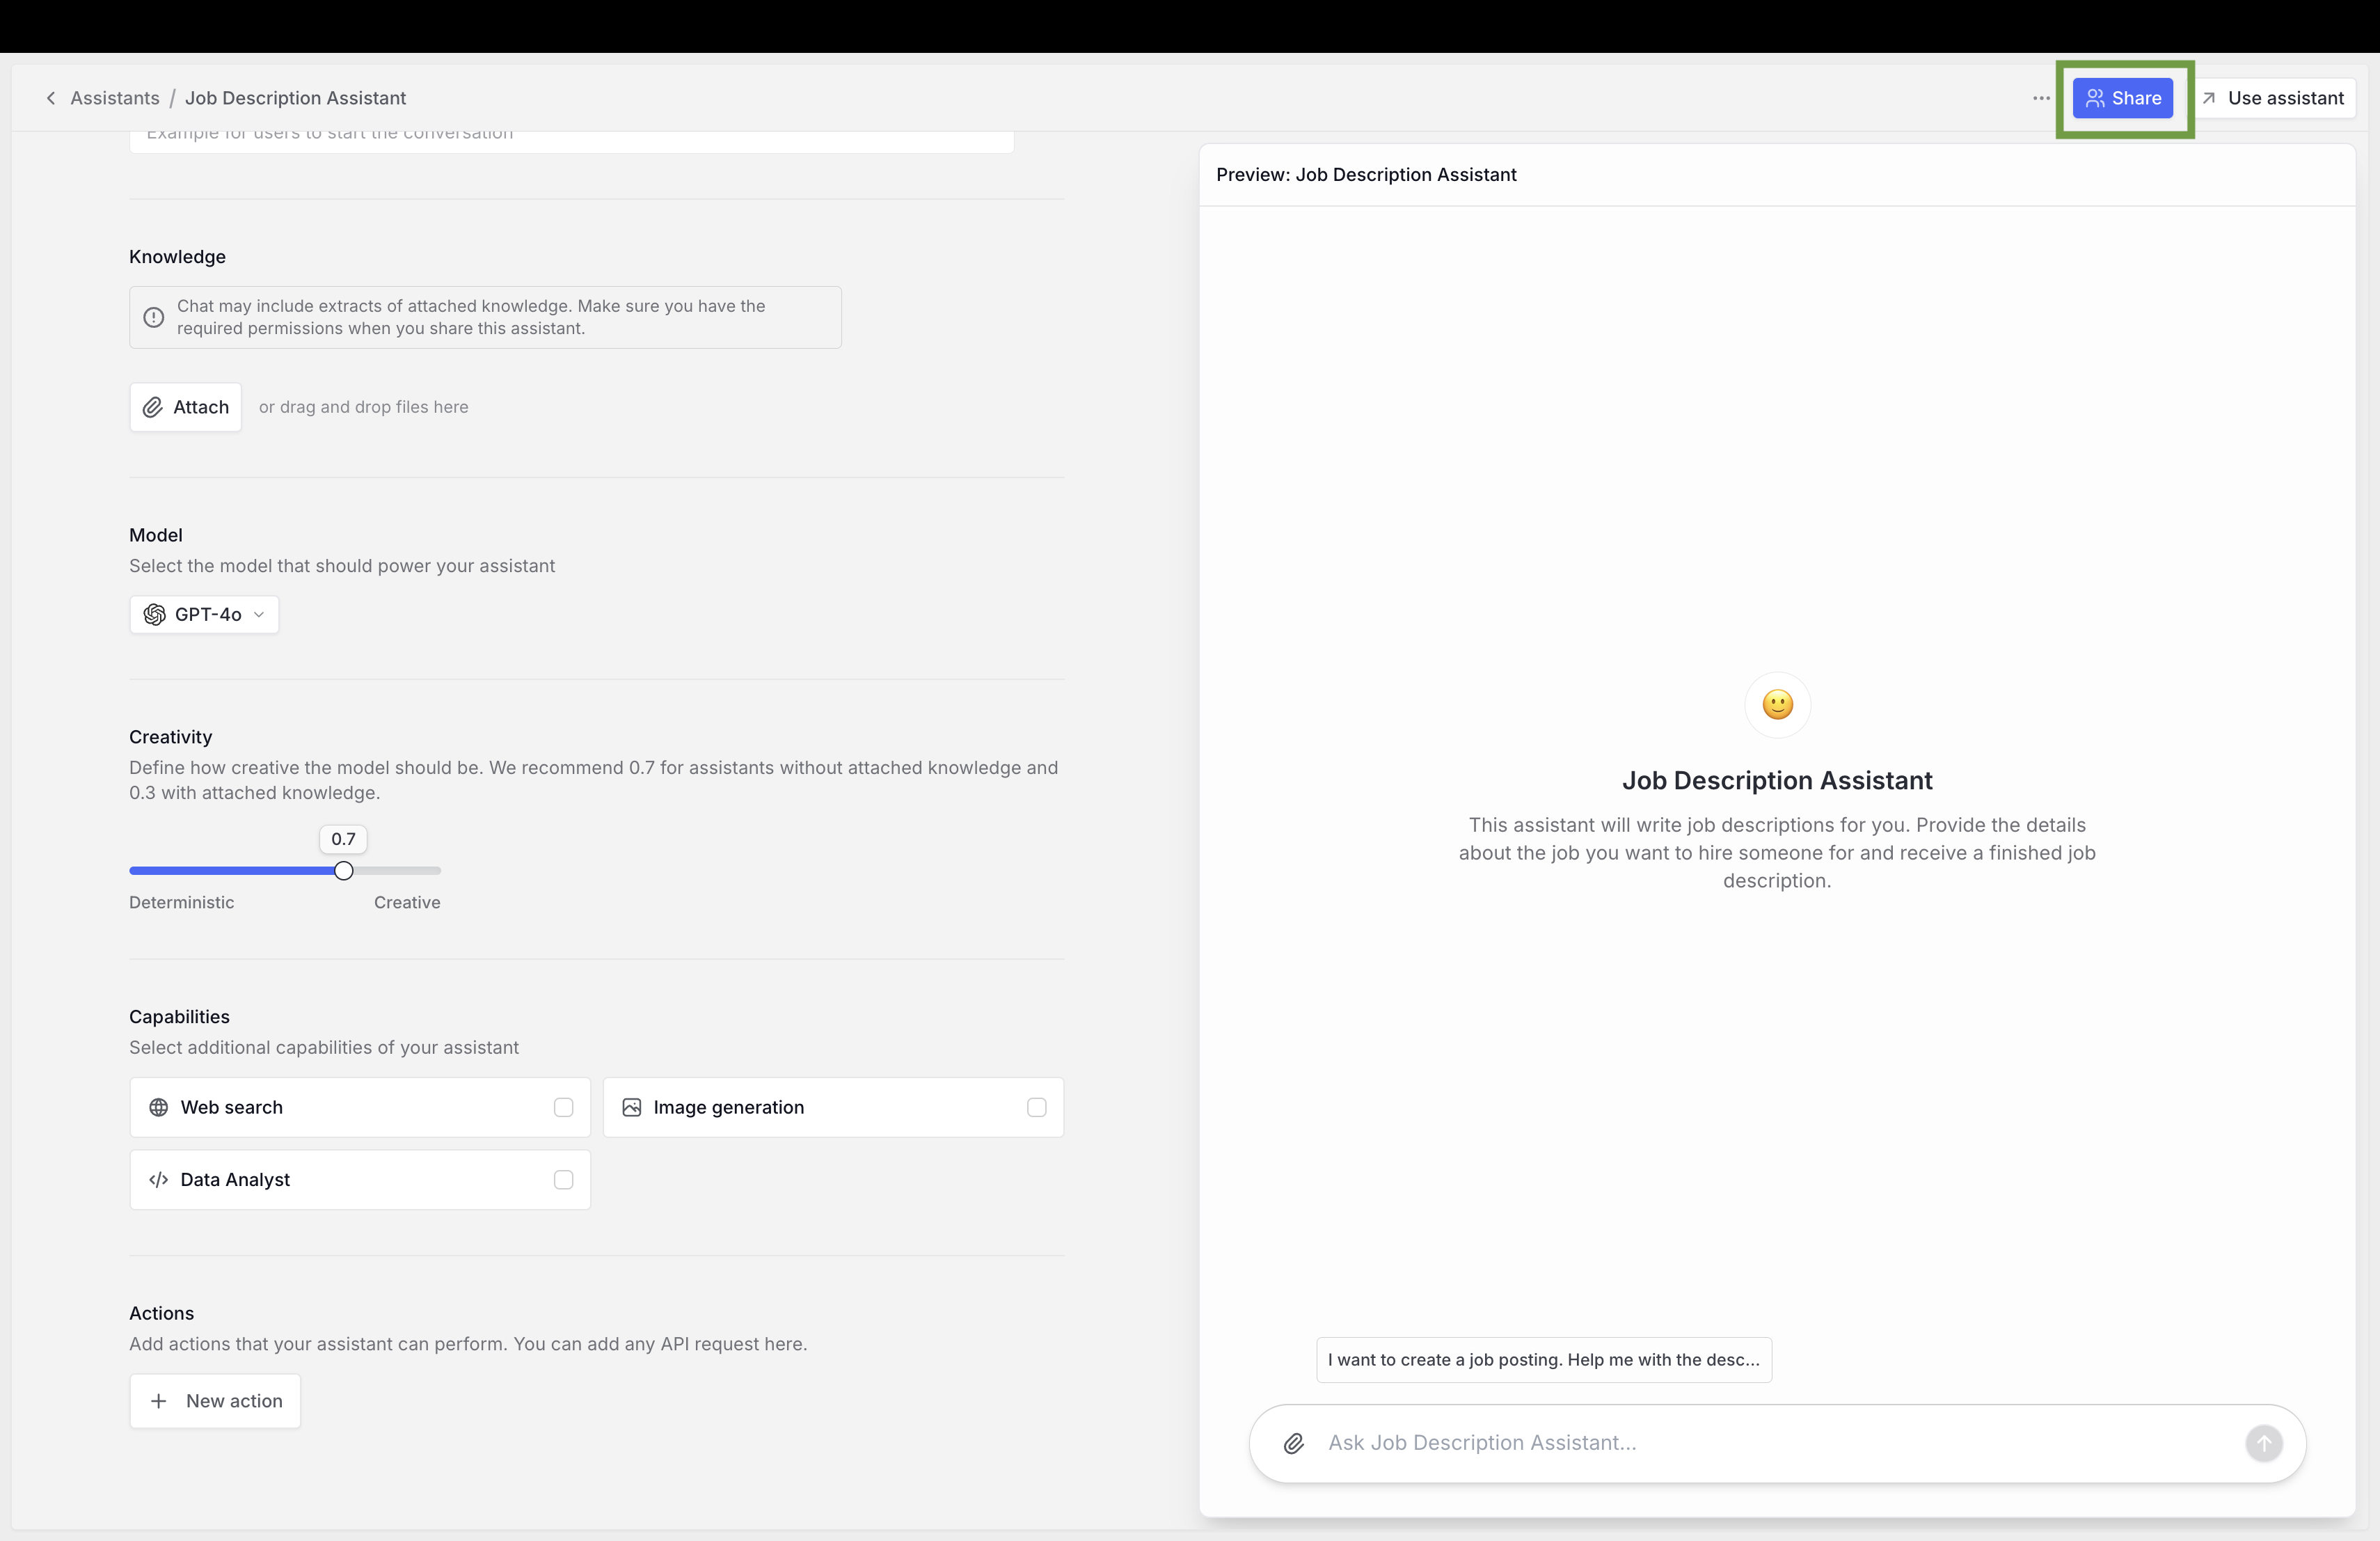 Assistants / Job Description Assistant
Share
Use assistant
Example for users to start the conversation
Knowledge
Chat may include extracts of attached knowledge. Make sure you have the
required permissions when you share this assistant.
Attach
or drag and drop files here
Model
Select the model that should power your assistant
GPT-4o
Creativity
Define how creative the model should be. We recommend 0.7 for assistants without attached knowledge and
0.3 with attached knowledge.
0.7
Deterministic
Creative
Capabilities
Select additional capabilities of your assistant
Web search
Image generation
Data Analyst
Actions
Add actions that your assistant can perform. You can add any API request here.
New action
Preview: Job Description Assistant
Job Description Assistant
This assistant will write job descriptions for you. Provide the details
about the job you want to hire someone for and receive a finished job
description.
I want to create a job posting. Help me with the desc...
Ask Job Description Assistant...